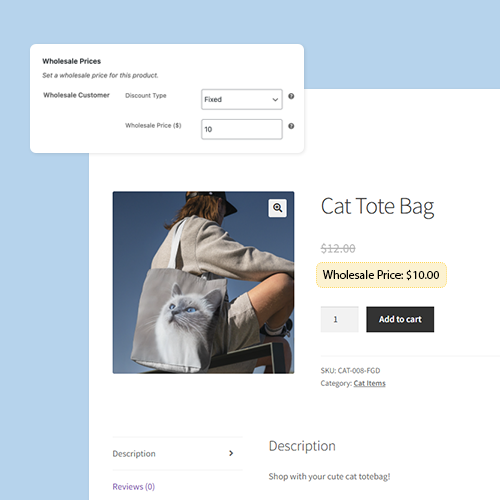 Wholesale Prices
Set a wholesale price for this product.
Wholesale Customer Discount Type Fixed ?
Wholesale Price ($) 10 ?
Cat Tote Bag
$12.00
Wholesale Price: $10.00
1 Add to cart
SKU: CAT-008-FGD
Category: Cat Items
Description
Reviews (0)
Description
Shop with your cute cat totebag!